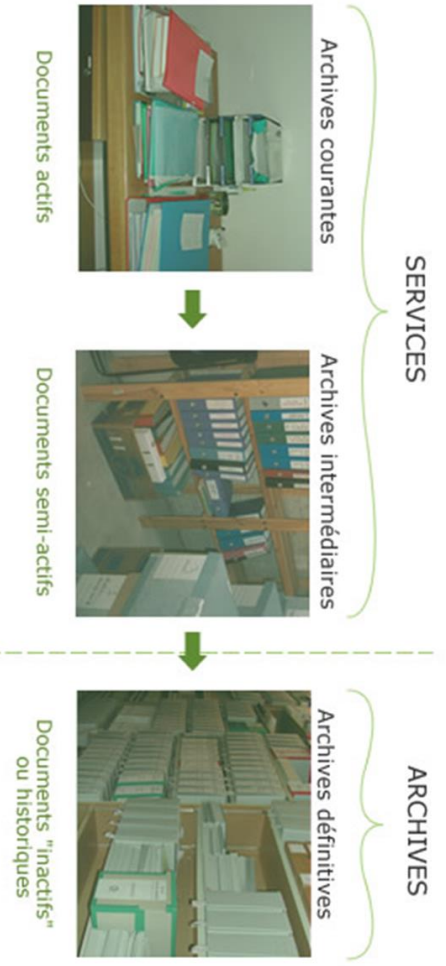 SERVICES
ARCHIVES
Archives courantes
Archives intermédiaires
Archives définitives
Documents actifs
Documents semi-actifs
Documents "inactifs"
ou historiques